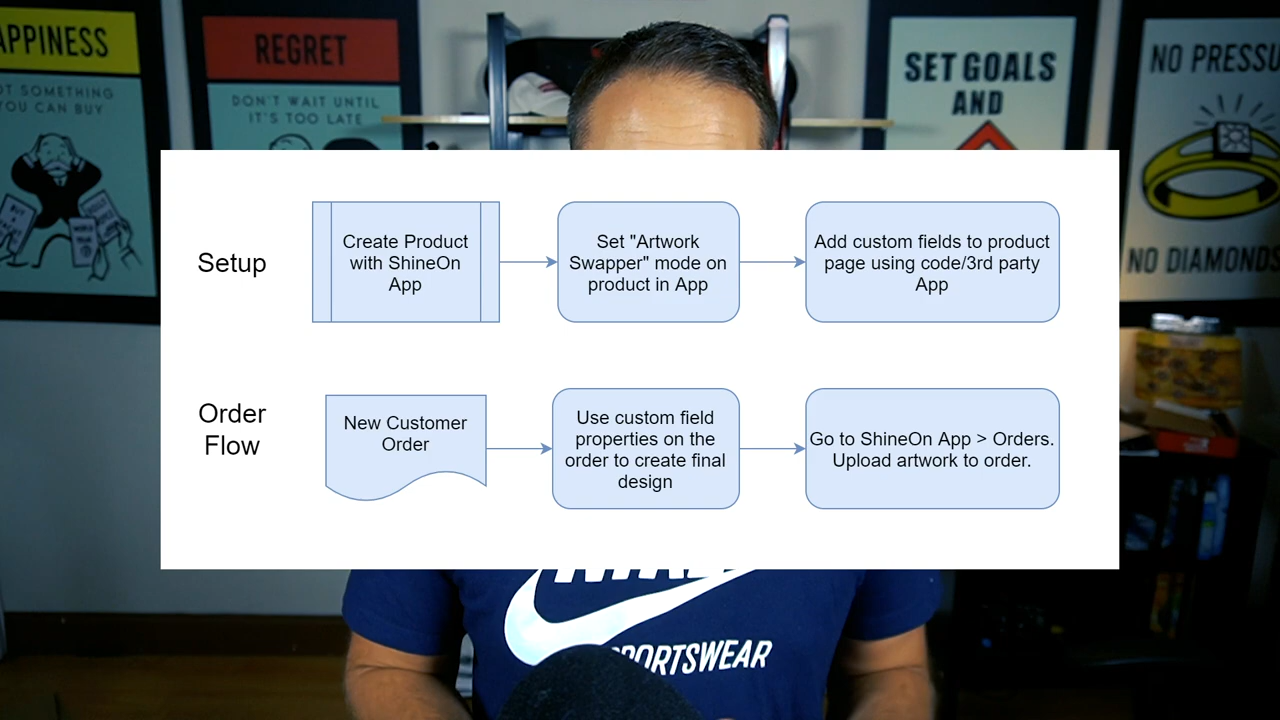 APPINESS
OT SOMETHING
YOU CAN BUY
REGRET
DON'T WAIT UNTIL
IT'S TOO LATE
SET GOALS
AND
NO PRESSU
NO DIAMONDS
Setup
Create Product
with ShineOn
App
Set "Artwork
Swapper" mode on
product in App
Add custom fields to product
page using code/3rd party
App
Order
Flow
New Customer
Order
Use custom field
properties on the
order to create final
design
Go to ShineOn App > Orders.
Upload artwork to order.
SPORTSWEAR